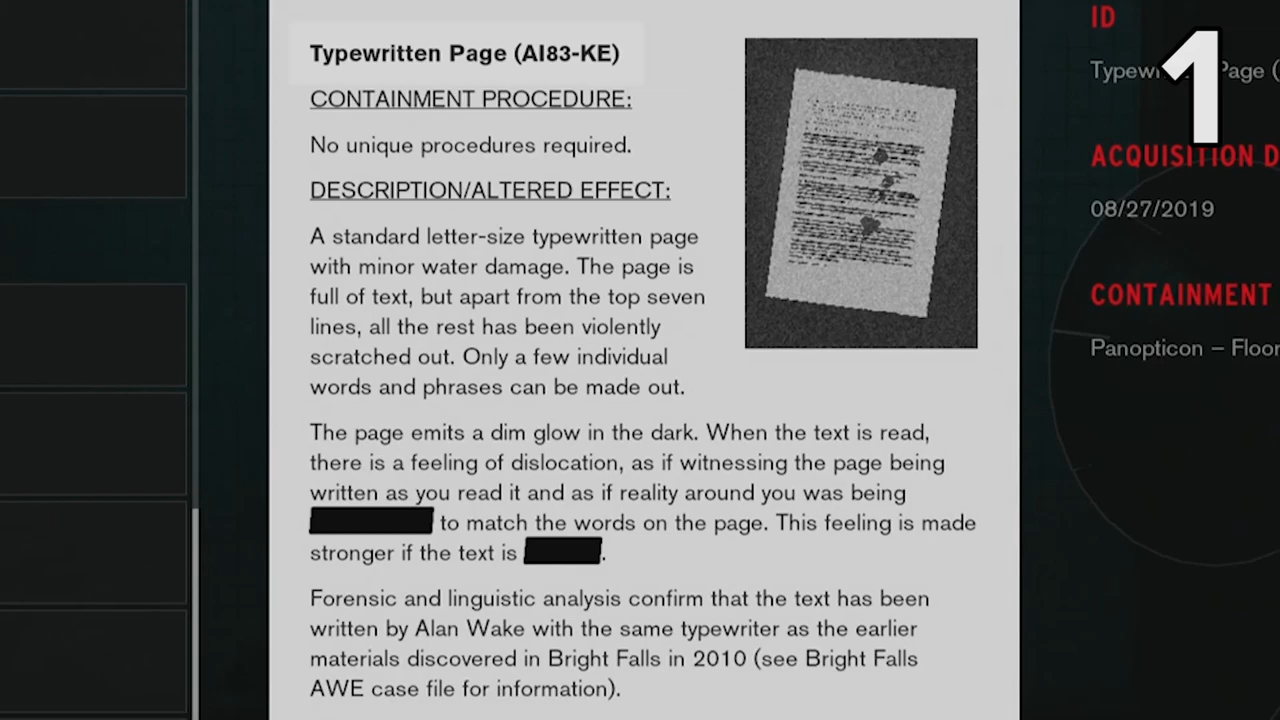 Typewritten Page (AI83-KE)
CONTAINMENT PROCEDURE:
No unique procedures required.
DESCRIPTION/ALTERED EFFECT:
A standard letter-size typewritten page
with minor water damage. The page is
full of text, but apart from the top seven
lines, all the rest has been violently
scratched out. Only a few individual
words and phrases can be made out.
The page emits a dim glow in the dark. When the text is read,
there is a feeling of dislocation, as if witnessing the page being
written as you read it and as if reality around you was being
to match the words on the page. This feeling is made
stronger if the text is .
Forensic and linguistic analysis confirm that the text has been
written by Alan Wake with the same typewriter as the earlier
materials discovered in Bright Falls in 2010 (see Bright Falls
AWE case file for information).
1
ID
Page (
ACQUISITION D
08/27/2019
CONTAINMENT
Panopticon – Floor